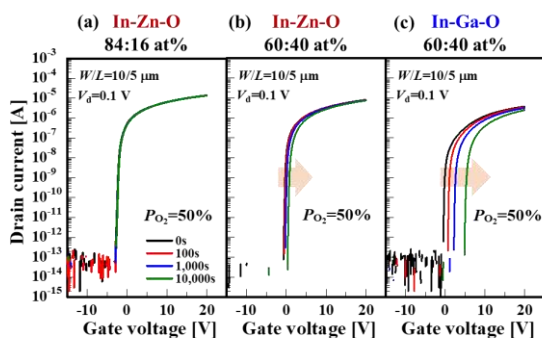 (a) In-Zn-O
84:16 at%
(b) In-Zn-O
60:40 at%
(c) In-Ga-O
60:40 at%
Drain current [A]
10⁻³
10⁻⁴
10⁻⁵
10⁻⁶
10⁻⁷
10⁻⁸
10⁻⁹
10⁻¹⁰
10⁻¹¹
10⁻¹²
10⁻¹³
10⁻¹⁴
10⁻¹⁵
W/L=10/5 μm
Vd=0.1 V
PO₂=50%
0s
100s
1,000s
10,000s
-10 0 10 20
Gate voltage [V]
W/L=10/5 μm
Vd=0.1 V
PO₂=50%
-10 0 10 20
Gate voltage [V]
W/L=10/5 μm
Vd=0.1 V
PO₂=50%
-10 0 10 20
Gate voltage [V]